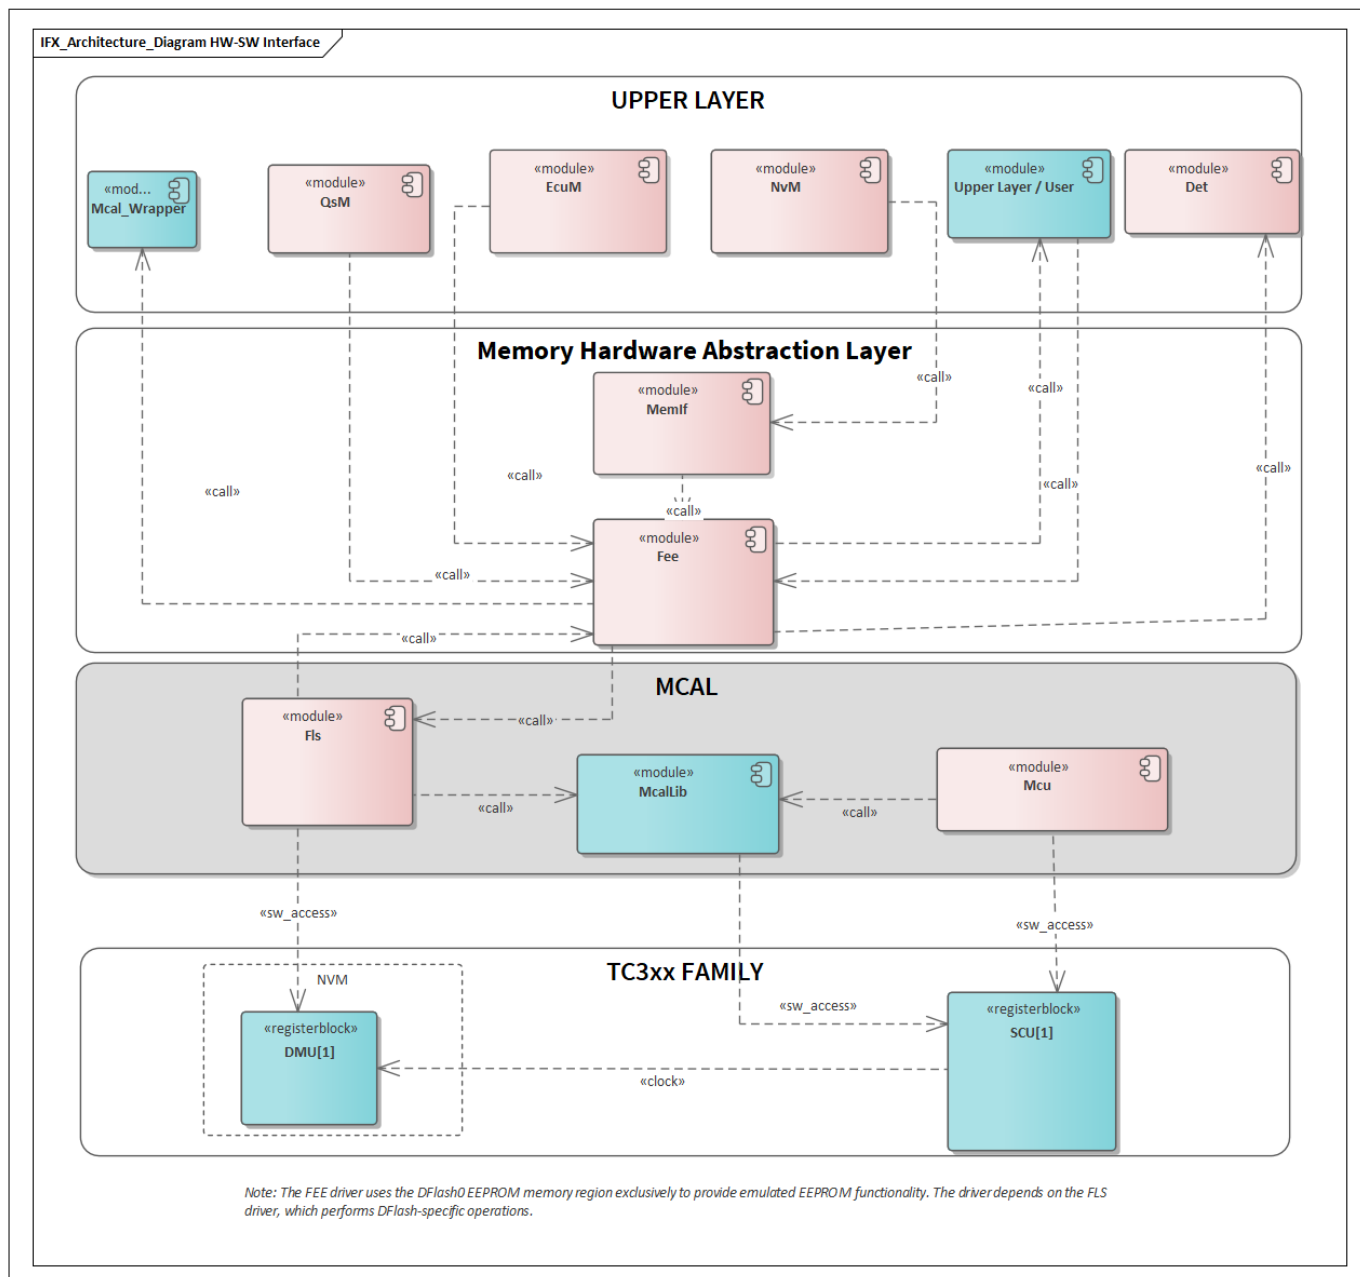 IFX_Architecture_Diagram HW-SW Interface
UPPER LAYER
«mod...
Mcal_Wrapper
«module»
QsM
«module»
EcuM
«module»
NvM
«module»
Upper Layer / User
«module»
Det
Memory Hardware Abstraction Layer
«module»
MemIf
«call»
«call»
«call»
«call»
«call»
«call»
«call»
«module»
Fee
«call»
«call»
MCAL
«module»
Fls
«call»
«module»
McalLib
«module»
Mcu
«call»
«call»
«sw_access»
«sw_access»
TC3xx FAMILY
NVM
«sw_access»
«registerblock»
DMU[1]
«registerblock»
SCU[1]
«clock»
Note: The FEE driver uses the DFlash0 EEPROM memory region exclusively to provide emulated EEPROM functionality. The driver depends on the FLS
driver, which performs DFlash-specific operations.